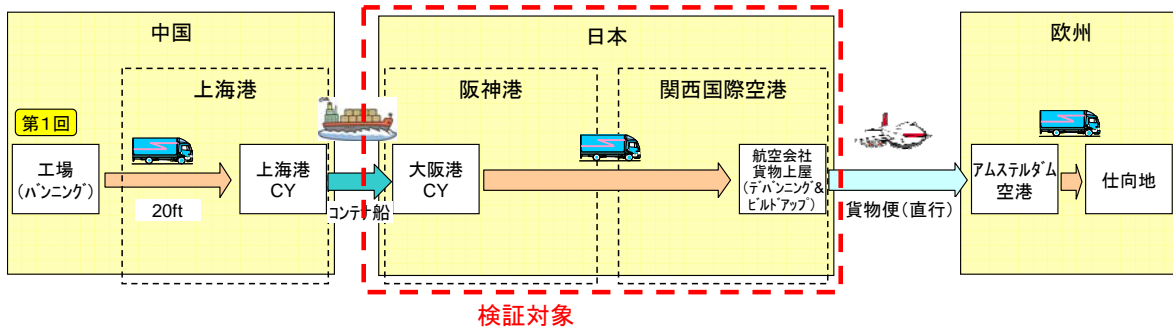 中国
日本
欧州
上海港
阪神港
関西国際空港
第1回
工場
(バンニング)
20ft
上海港
CY
コンテナ船
大阪港
CY
航空会社
貨物上屋
(デバンニング&
ビルドアップ)
貨物便(直行)
アムステルダム
空港
仕向地
検証対象